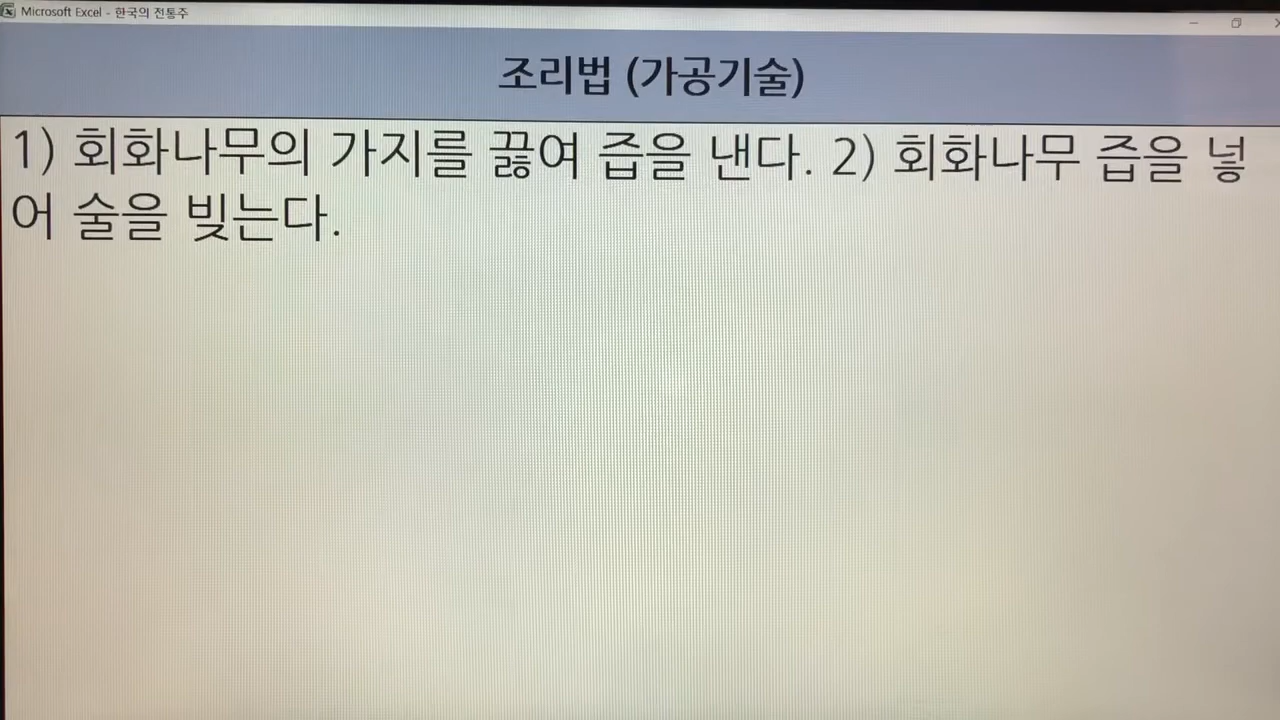 Microsoft Excel - 한국의 전통주
조리법 (가공기술)
1) 회화나무의 가지를 끓여 즙을 낸다. 2) 회화나무 즙을 넣
어 술을 빚는다.